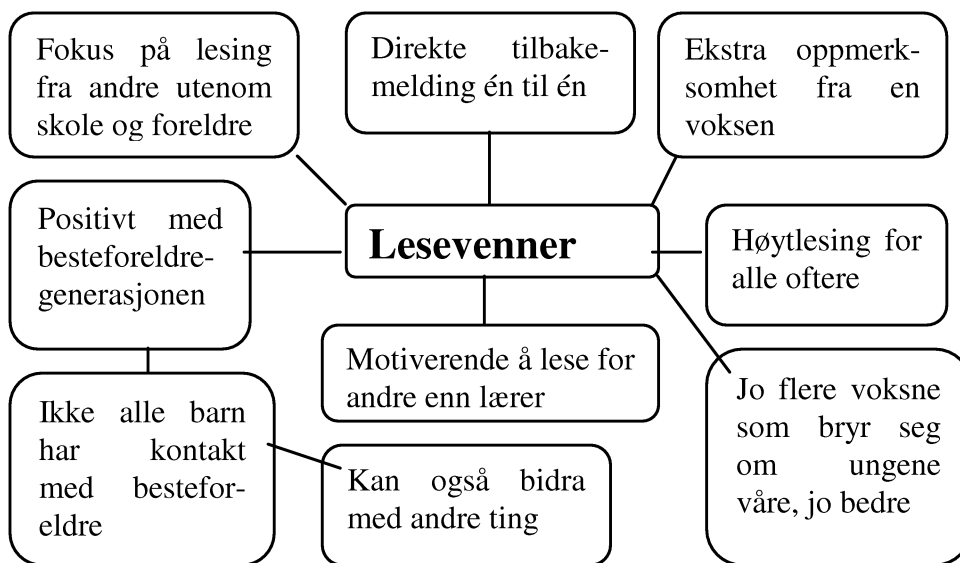 Fokus på lesing
fra andre utenom
skole og foreldre
Direkte tilbake-
melding én til én
Ekstra oppmerk-
somhet fra en
voksen
Positivt med
besteforeldre-
generasjonen
Lesevenner
Høytlesing for
alle oftere
Motiverende å lese for
andre enn lærer
Ikke alle barn
har kontakt
med bestefor-
eldre
Kan også bidra
med andre ting
Jo flere voksne
som bryr seg
om ungene
våre, jo bedre